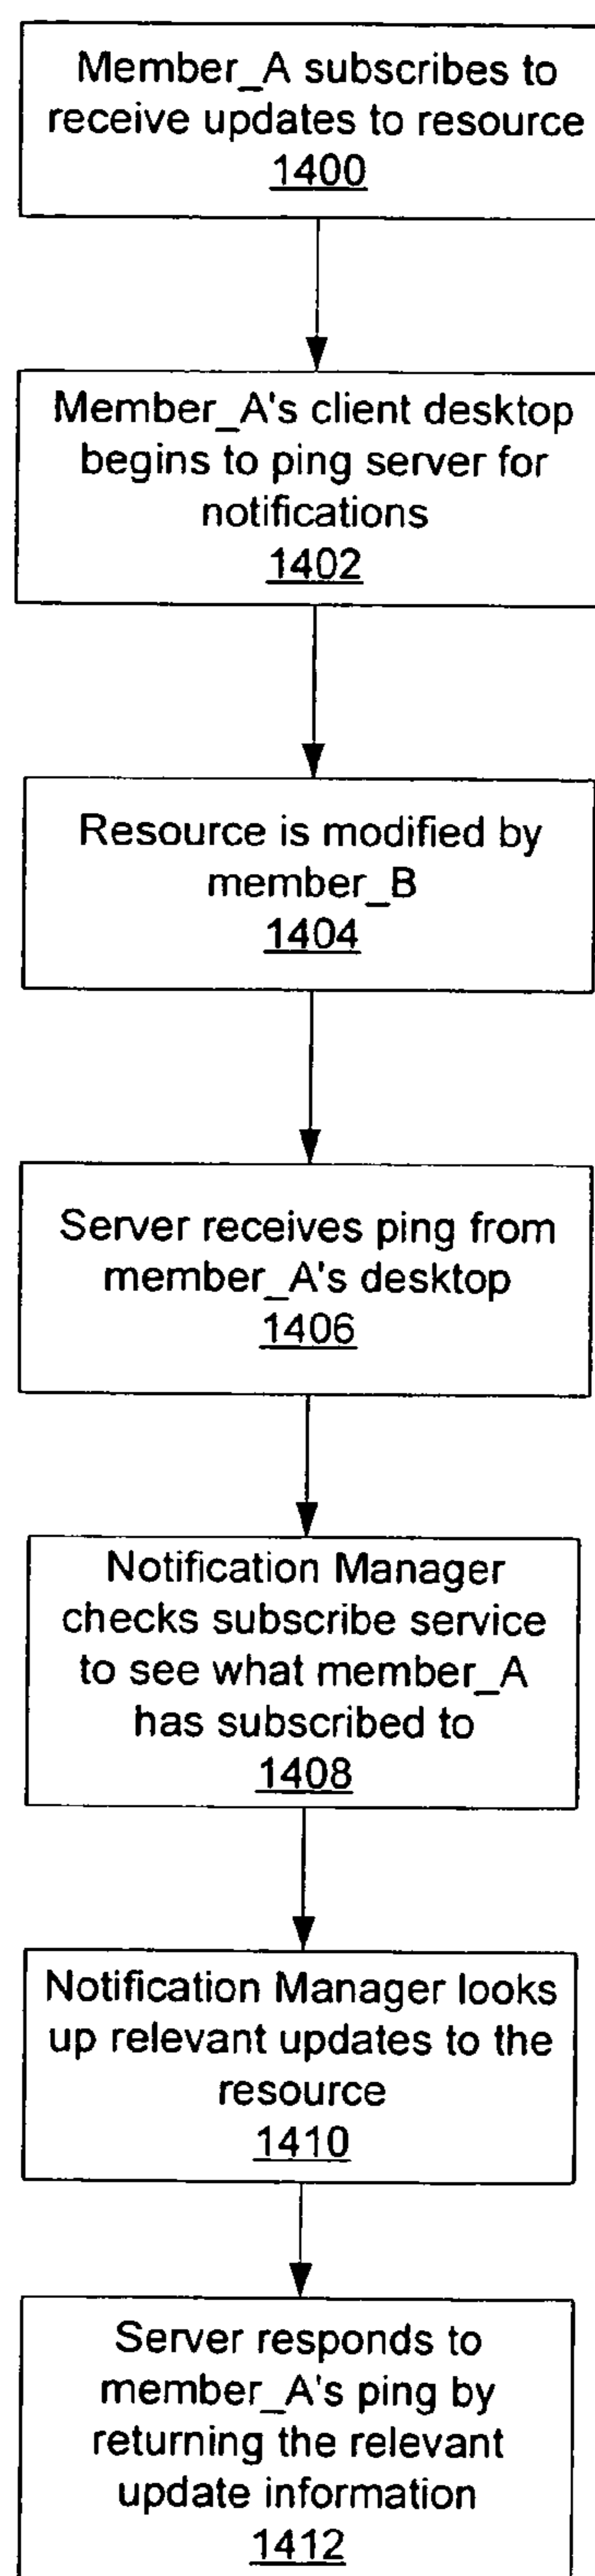 Member_A subscribes to
receive updates to resource
1400
Member_A's client desktop
begins to ping server for
notifications
1402
Resource is modified by
member_B
1404
Server receives ping from
member_A's desktop
1406
Notification Manager
checks subscribe service
to see what member_A
has subscribed to
1408
Notification Manager looks
up relevant updates to the
resource
1410
Server responds to
member_A's ping by
returning the relevant
update information
1412